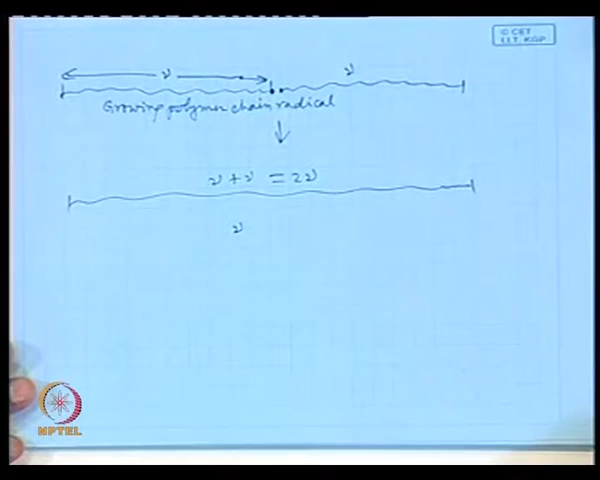 © CET
I.I.T. KGP
ν ν
Growing polymer chain radical
ν + ν = 2ν
ν
NPTEL